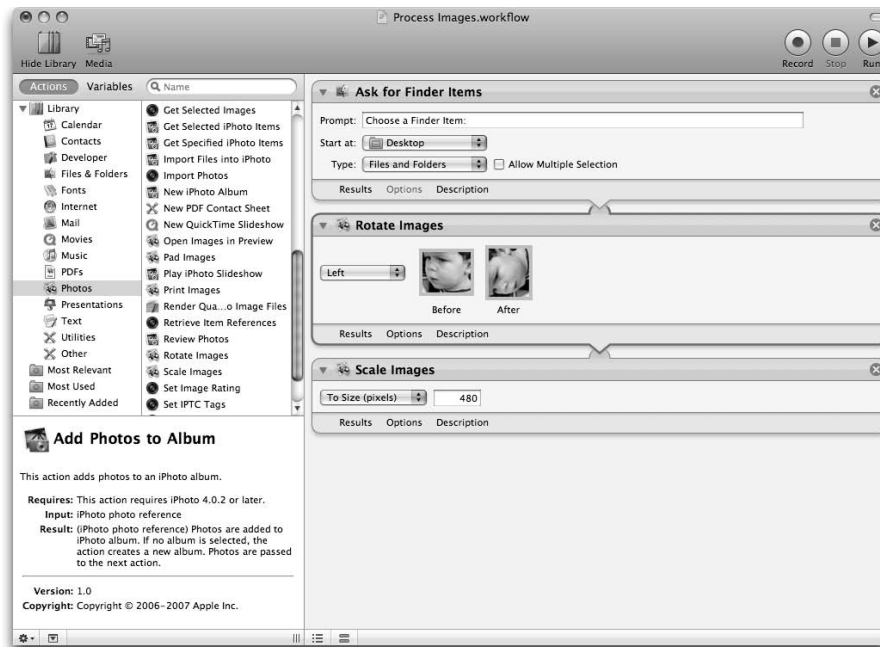 Process Images.workflow
Hide Library Media
Record Stop Run
Actions Variables Name
Library
Calendar
Contacts
Developer
Files & Folders
Fonts
Internet
Mail
Movies
Music
PDFs
Photos
Presentations
Text
Utilities
Other
Most Relevant
Most Used
Recently Added
Get Selected Images
Get Selected iPhoto Items
Get Specified iPhoto Items
Import Files into iPhoto
Import Photos
New iPhoto Album
New PDF Contact Sheet
New QuickTime Slideshow
Open Images in Preview
Pad Images
Play iPhoto Slideshow
Print Images
Render Qua...o Image Files
Retrieve Item References
Review Photos
Rotate Images
Scale Images
Set Image Rating
Set IPTC Tags
Add Photos to Album
This action adds photos to an iPhoto album.
Requires: This action requires iPhoto 4.0.2 or later.
Input: iPhoto photo reference
Result: (iPhoto photo reference) Photos are added to
iPhoto album. If no album is selected, the
action creates a new album. Photos are passed
to the next action.
Version: 1.0
Copyright: Copyright © 2006–2007 Apple Inc.
Ask for Finder Items
Prompt: Choose a Finder Item:
Start at: Desktop
Type: Files and Folders Allow Multiple Selection
Results Options Description
Rotate Images
Left
Before After
Results Options Description
Scale Images
To Size (pixels) 480
Results Options Description